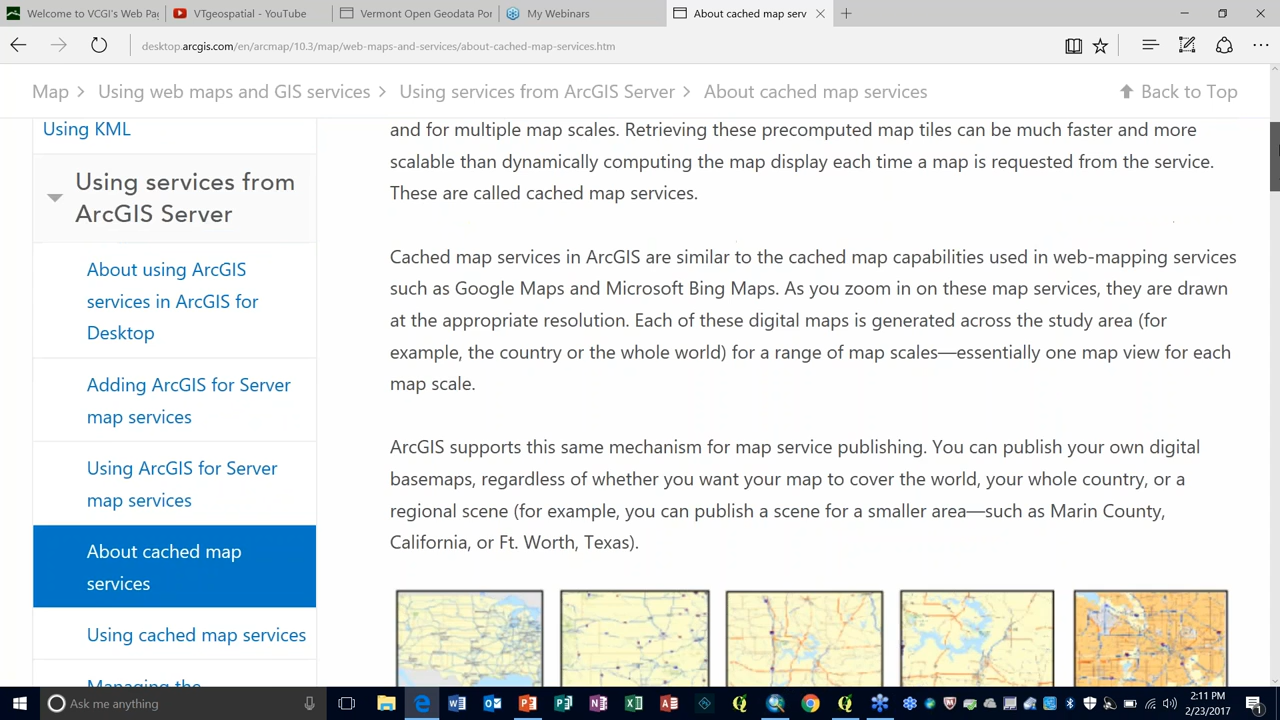 Welcome to VCGI's Web Pag
VTgeospatial - YouTube
Vermont Open Geodata Por
My Webinars
About cached map serv
desktop.arcgis.com/en/arcmap/10.3/map/web-maps-and-services/about-cached-map-services.htm
Map > Using web maps and GIS services > Using services from ArcGIS Server > About cached map services
Back to Top
Using KML
Using services from
ArcGIS Server
About using ArcGIS
services in ArcGIS for
Desktop
Adding ArcGIS for Server
map services
Using ArcGIS for Server
map services
About cached map
services
Using cached map services
Managing the
and for multiple map scales. Retrieving these precomputed map tiles can be much faster and more
scalable than dynamically computing the map display each time a map is requested from the service.
These are called cached map services.
Cached map services in ArcGIS are similar to the cached map capabilities used in web-mapping services
such as Google Maps and Microsoft Bing Maps. As you zoom in on these map services, they are drawn
at the appropriate resolution. Each of these digital maps is generated across the study area (for
example, the country or the whole world) for a range of map scales—essentially one map view for each
map scale.
ArcGIS supports this same mechanism for map service publishing. You can publish your own digital
basemaps, regardless of whether you want your map to cover the world, your whole country, or a
regional scene (for example, you can publish a scene for a smaller area—such as Marin County,
California, or Ft. Worth, Texas).
Ask me anything
2:11 PM
2/23/2017